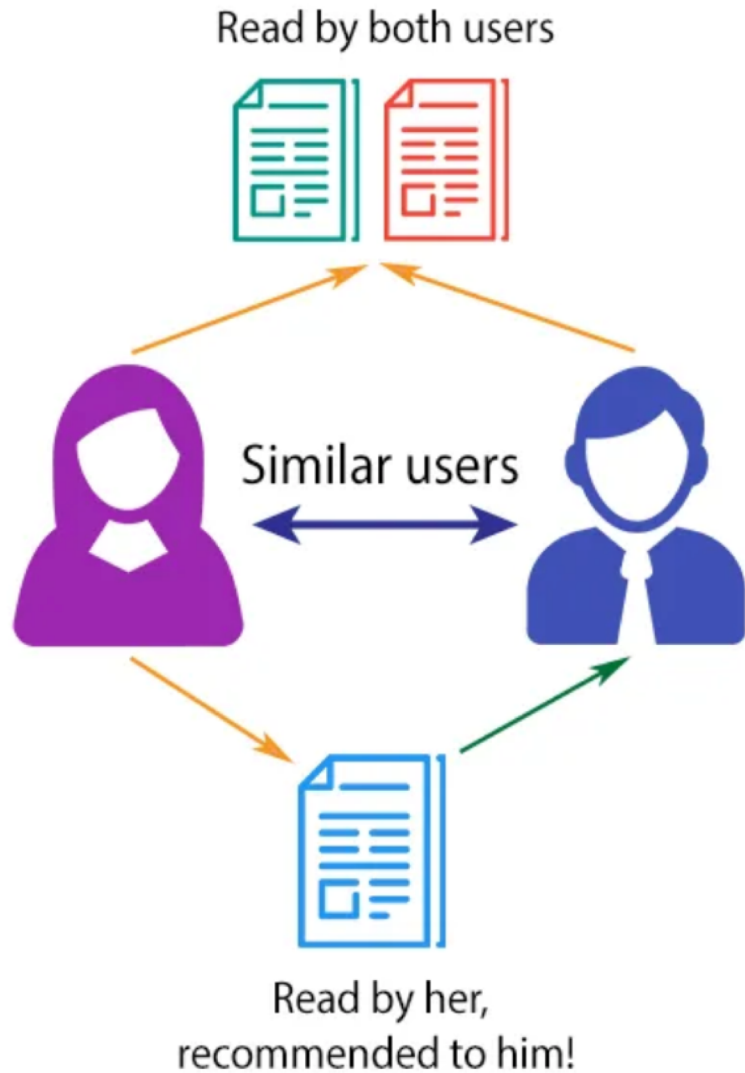 Read by both users
Similar users
Read by her,
recommended to him!